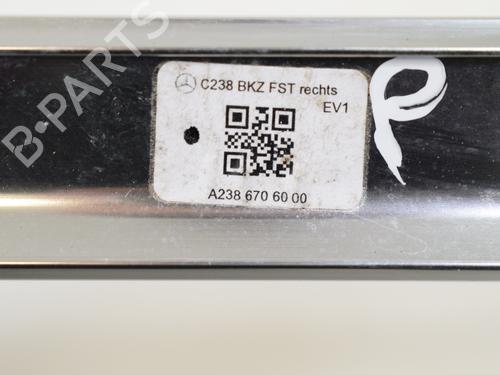 C238 BKZ FST rechts
EV1
A238 670 60 00
R
B-PARTS